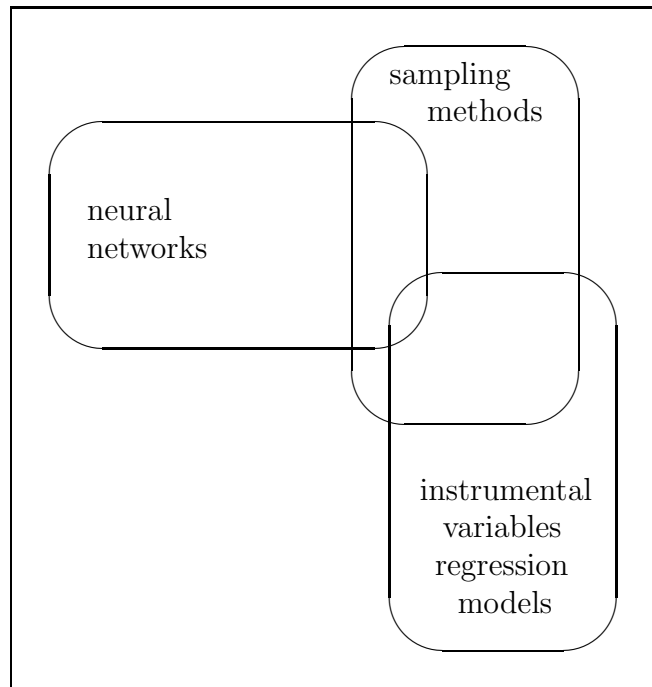 sampling
methods
neural
networks
instrumental
variables
regression
models